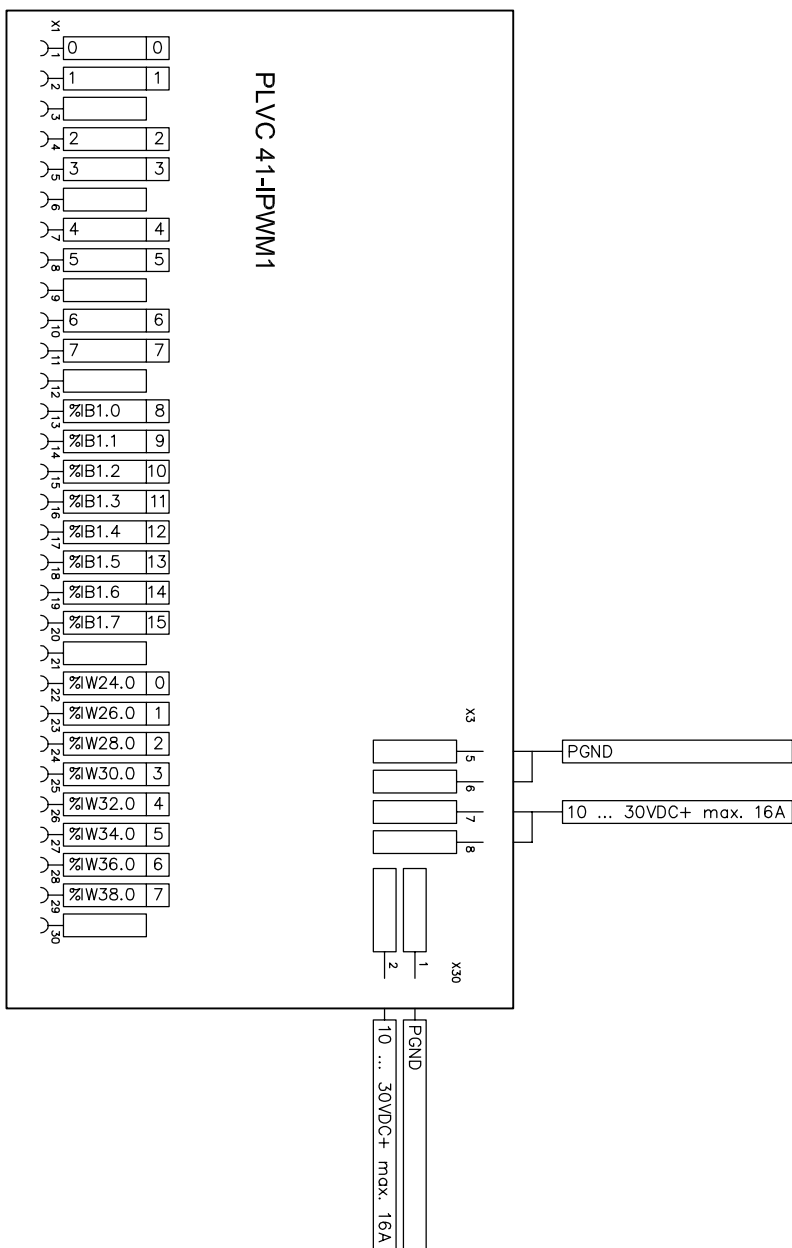 PLVC 41-IPWM1
X1
1 0 0
2 1 1
3
4 2 2
5 3 3
6
7 4 4
8 5 5
9
10 6 6
11 7 7
12
13 %IB1.0 8
14 %IB1.1 9
15 %IB1.2 10
16 %IB1.3 11
17 %IB1.4 12
18 %IB1.5 13
19 %IB1.6 14
20 %IB1.7 15
21
22 %IW24.0 0
23 %IW26.0 1
24 %IW28.0 2
25 %IW30.0 3
26 %IW32.0 4
27 %IW34.0 5
28 %IW36.0 6
29 %IW38.0 7
30
X3
5 PGND
6
7 10 ... 30VDC+ max. 16A
8
X30
1 PGND
2 10 ... 30VDC+ max. 16A